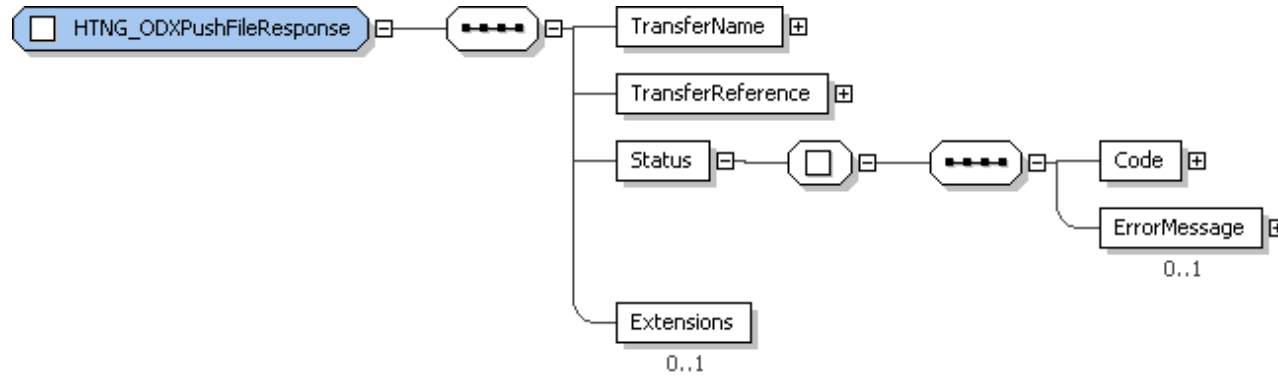 HTNG_ODXPushFileResponse
TransferName
TransferReference
Status
Code
ErrorMessage
0..1
Extensions
0..1